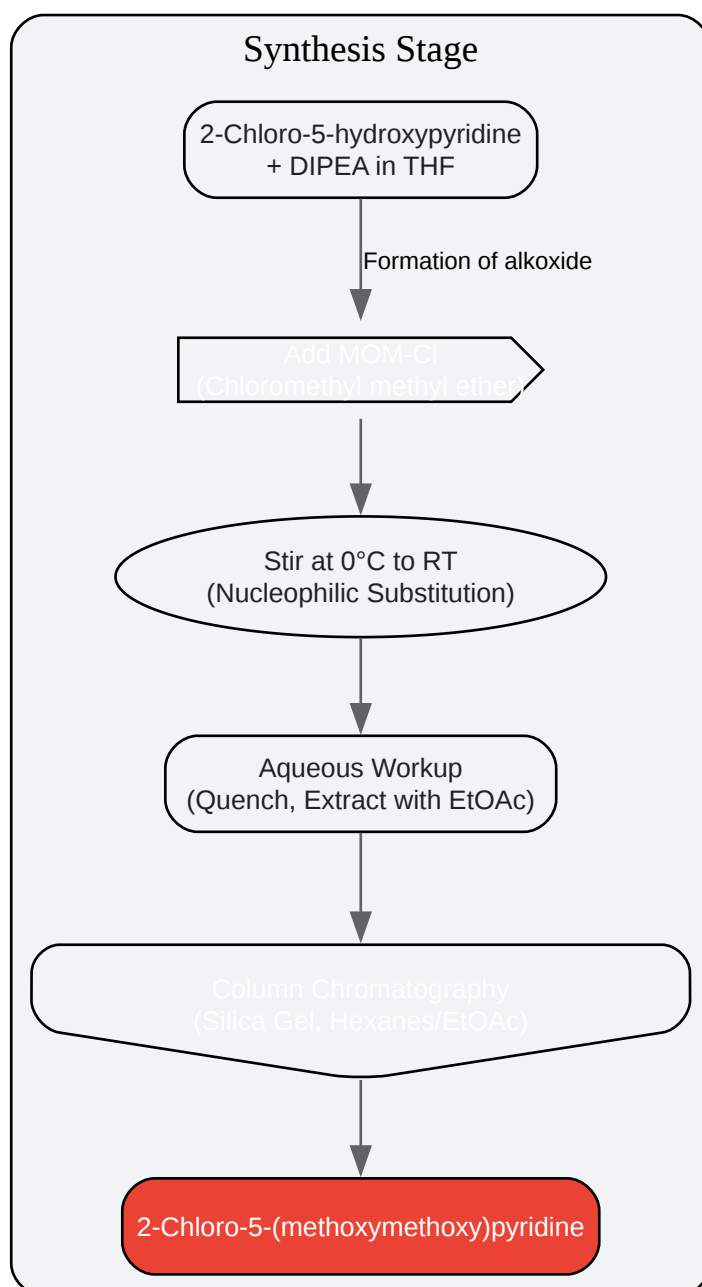 Synthesis Stage
2-Chloro-5-hydroxypyridine
+ DIPEA in THF
Formation of alkoxide
Add MOM-Cl
(Chloromethyl methyl ether)
Stir at 0°C to RT
(Nucleophilic Substitution)
Aqueous Workup
(Quench, Extract with EtOAc)
Column Chromatography
(Silica Gel, Hexanes/EtOAc)
2-Chloro-5-(methoxymethoxy)pyridine